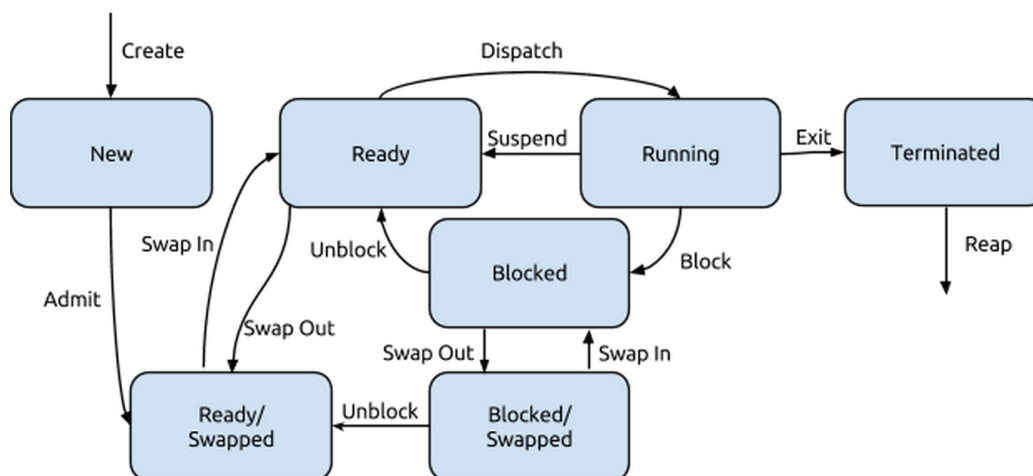 Create
Dispatch
New
Ready
Suspend
Running
Exit
Terminated
Swap In
Unblock
Blocked
Block
Reap
Admit
Swap Out
Swap Out
Swap In
Ready/
Swapped
Unblock
Blocked/
Swapped